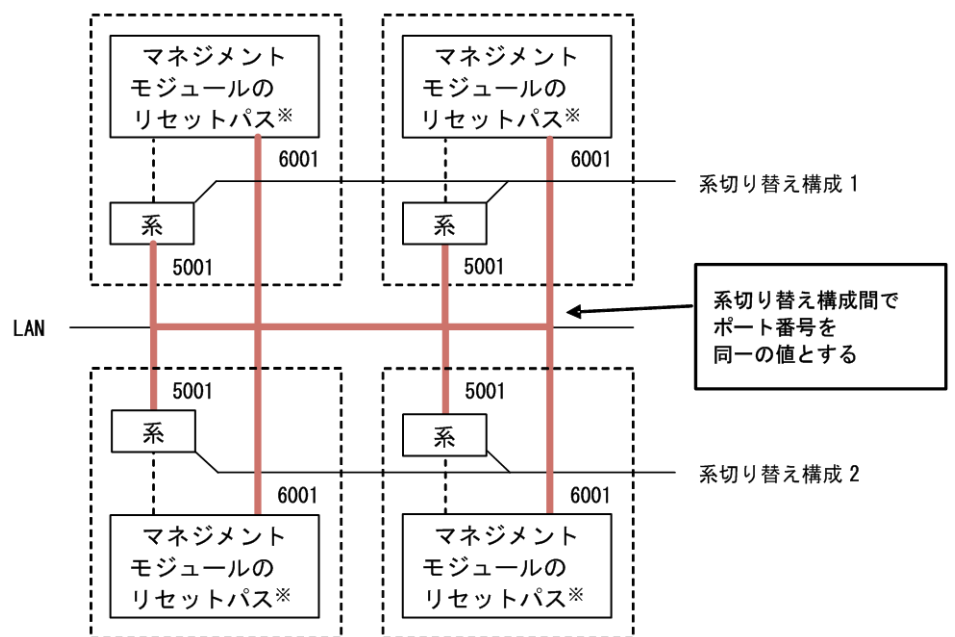 マネジメント
モジュールの
リセットパス※
マネジメント
モジュールの
リセットパス※
6001
6001
系切り替え構成1
系
系
5001
5001
系切り替え構成間で
ポート番号を
同一の値とする
LAN
5001
5001
系
系
系切り替え構成2
6001
6001
マネジメント
モジュールの
リセットパス※
マネジメント
モジュールの
リセットパス※